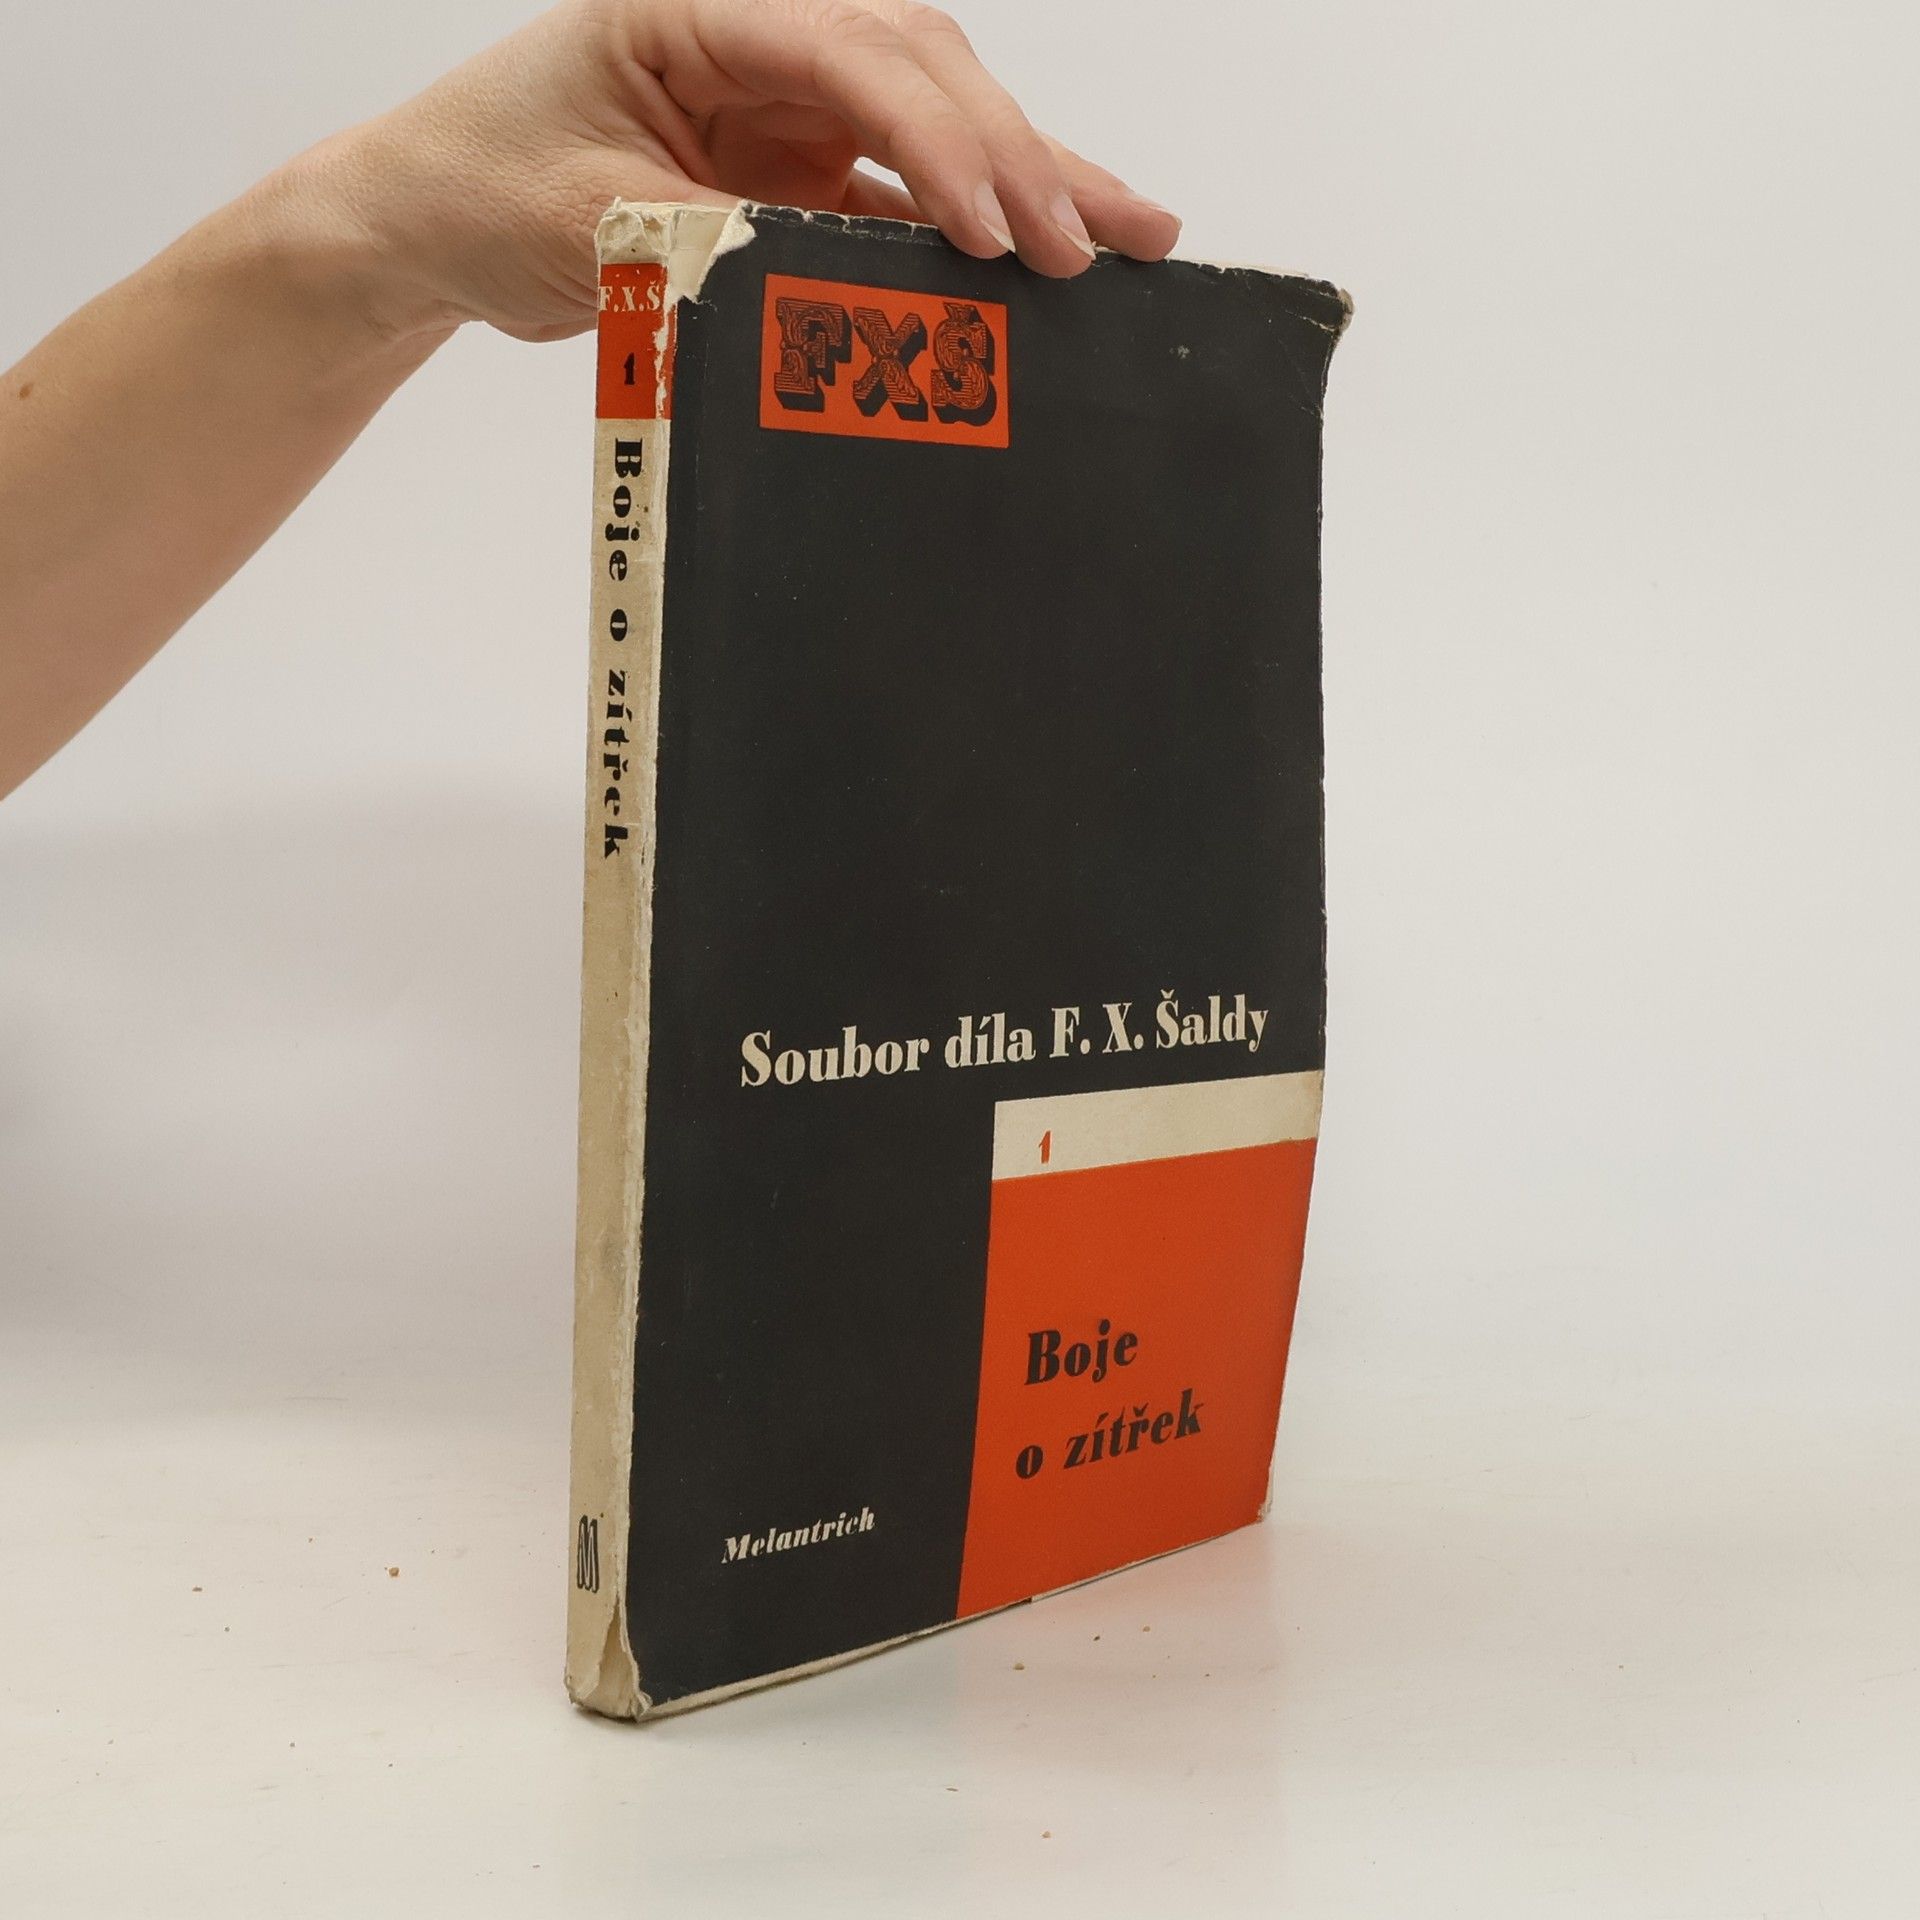 F.X.Š
1
Boje o zítřek
M
FXŠ
Soubor díla F. X. Šaldy
1
Boje
o zítřek
Melantrich